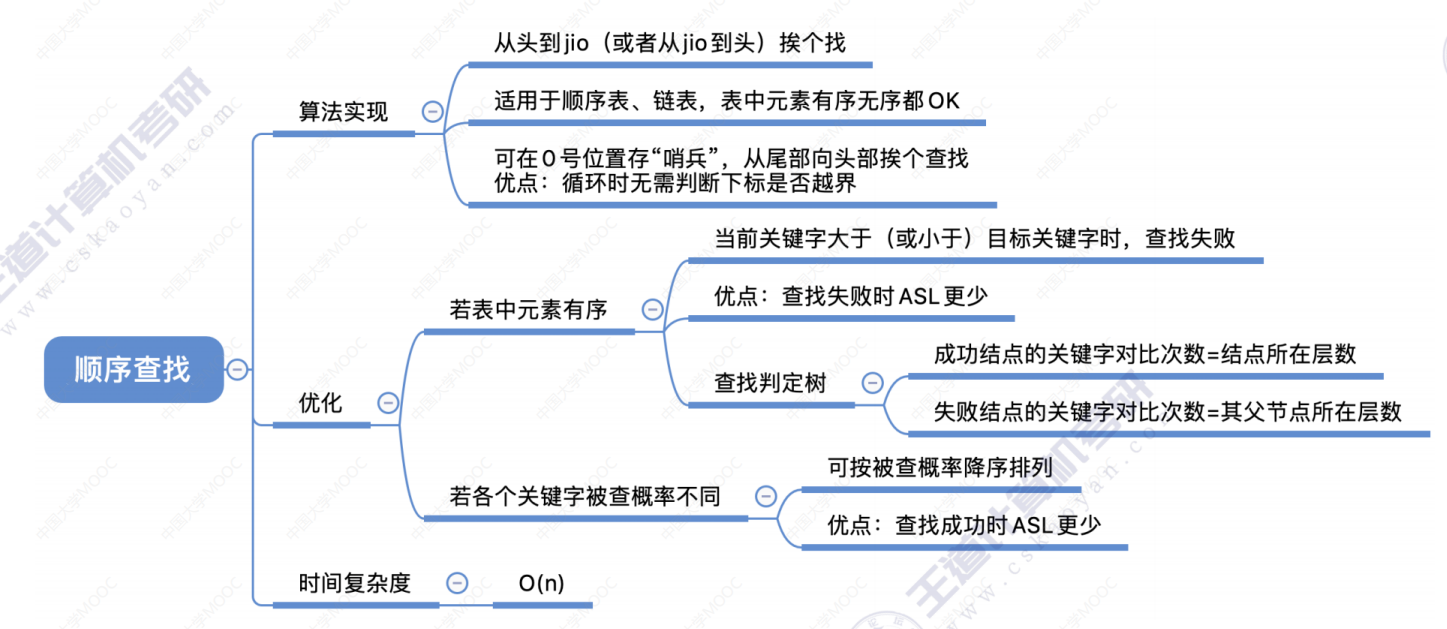 从头到jio（或者从jio到头）挨个找
算法实现
适用于顺序表、链表，表中元素有序无序都OK
可在0号位置存“哨兵”，从尾部向头部挨个查找
优点：循环时无需判断下标是否越界
当前关键字大于（或小于）目标关键字时，查找失败
若表中元素有序
优点：查找失败时ASL更少
成功结点的关键字对比次数=结点所在层数
查找判定树
失败结点的关键字对比次数=其父节点所在层数
顺序查找
优化
可按被查概率降序排列
若各个关键字被查概率不同
优点：查找成功时ASL更少
时间复杂度
O(n)
王道计算机考研
www.cskaoyan.com
王道计算机考研
www.cskaoyan.com
中国大学MOOC